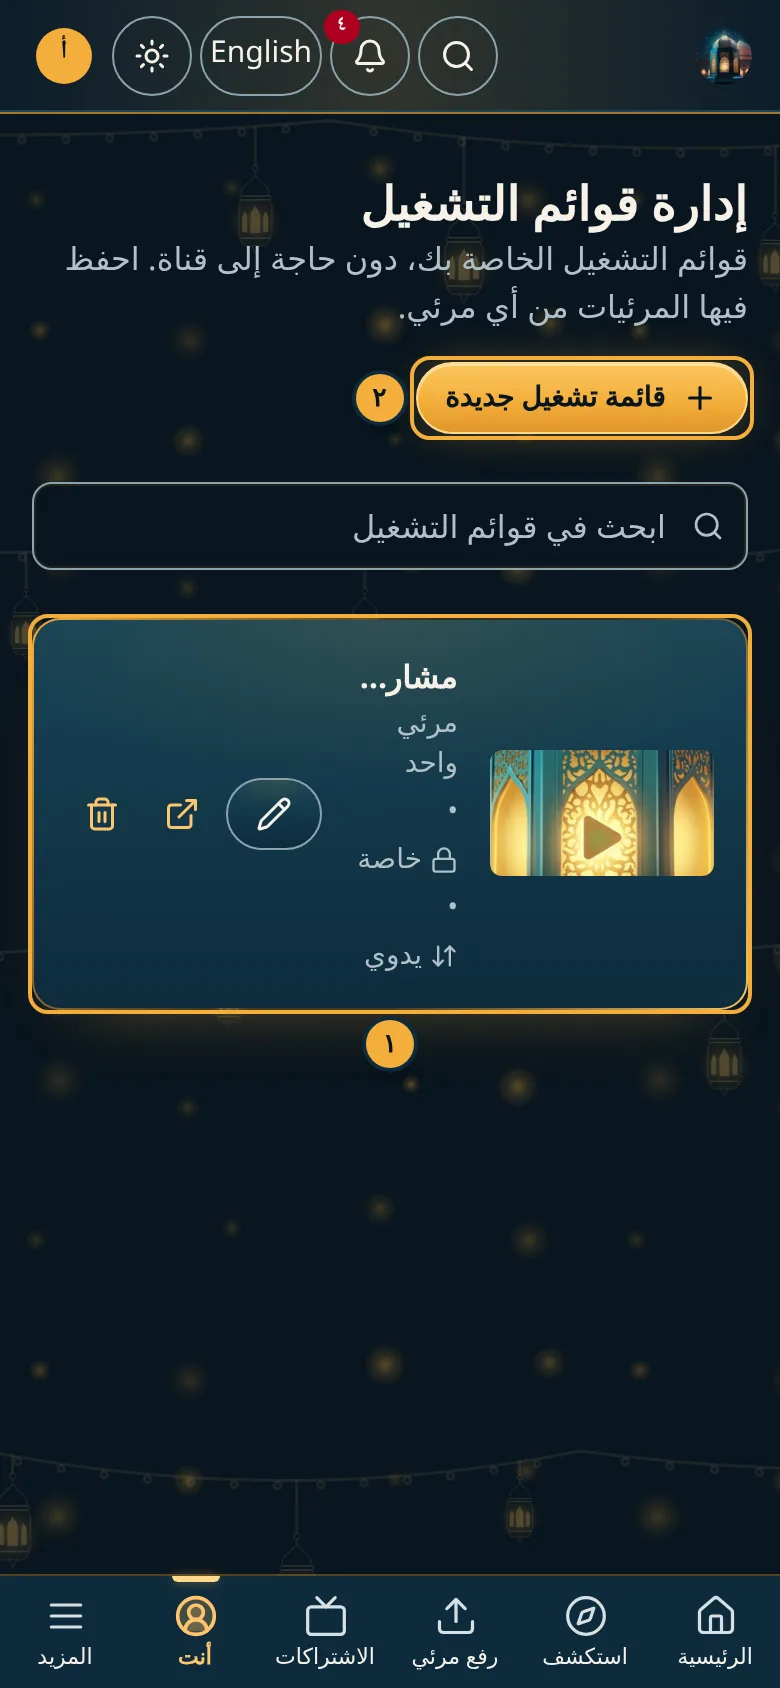 أ
English
٤
إدارة قوائم التشغيل
قوائم التشغيل الخاصة بك، دون حاجة إلى قناة. احفظ
فيها المرئيات من أي مرئي.
قائمة تشغيل جديدة
٢
ابحث في قوائم التشغيل
مشار...
مرئي
واحد
•
خاصة
•
يدوي
١
الرئيسية
استكشف
رفع مرئي
الاشتراكات
أنت
المزيد